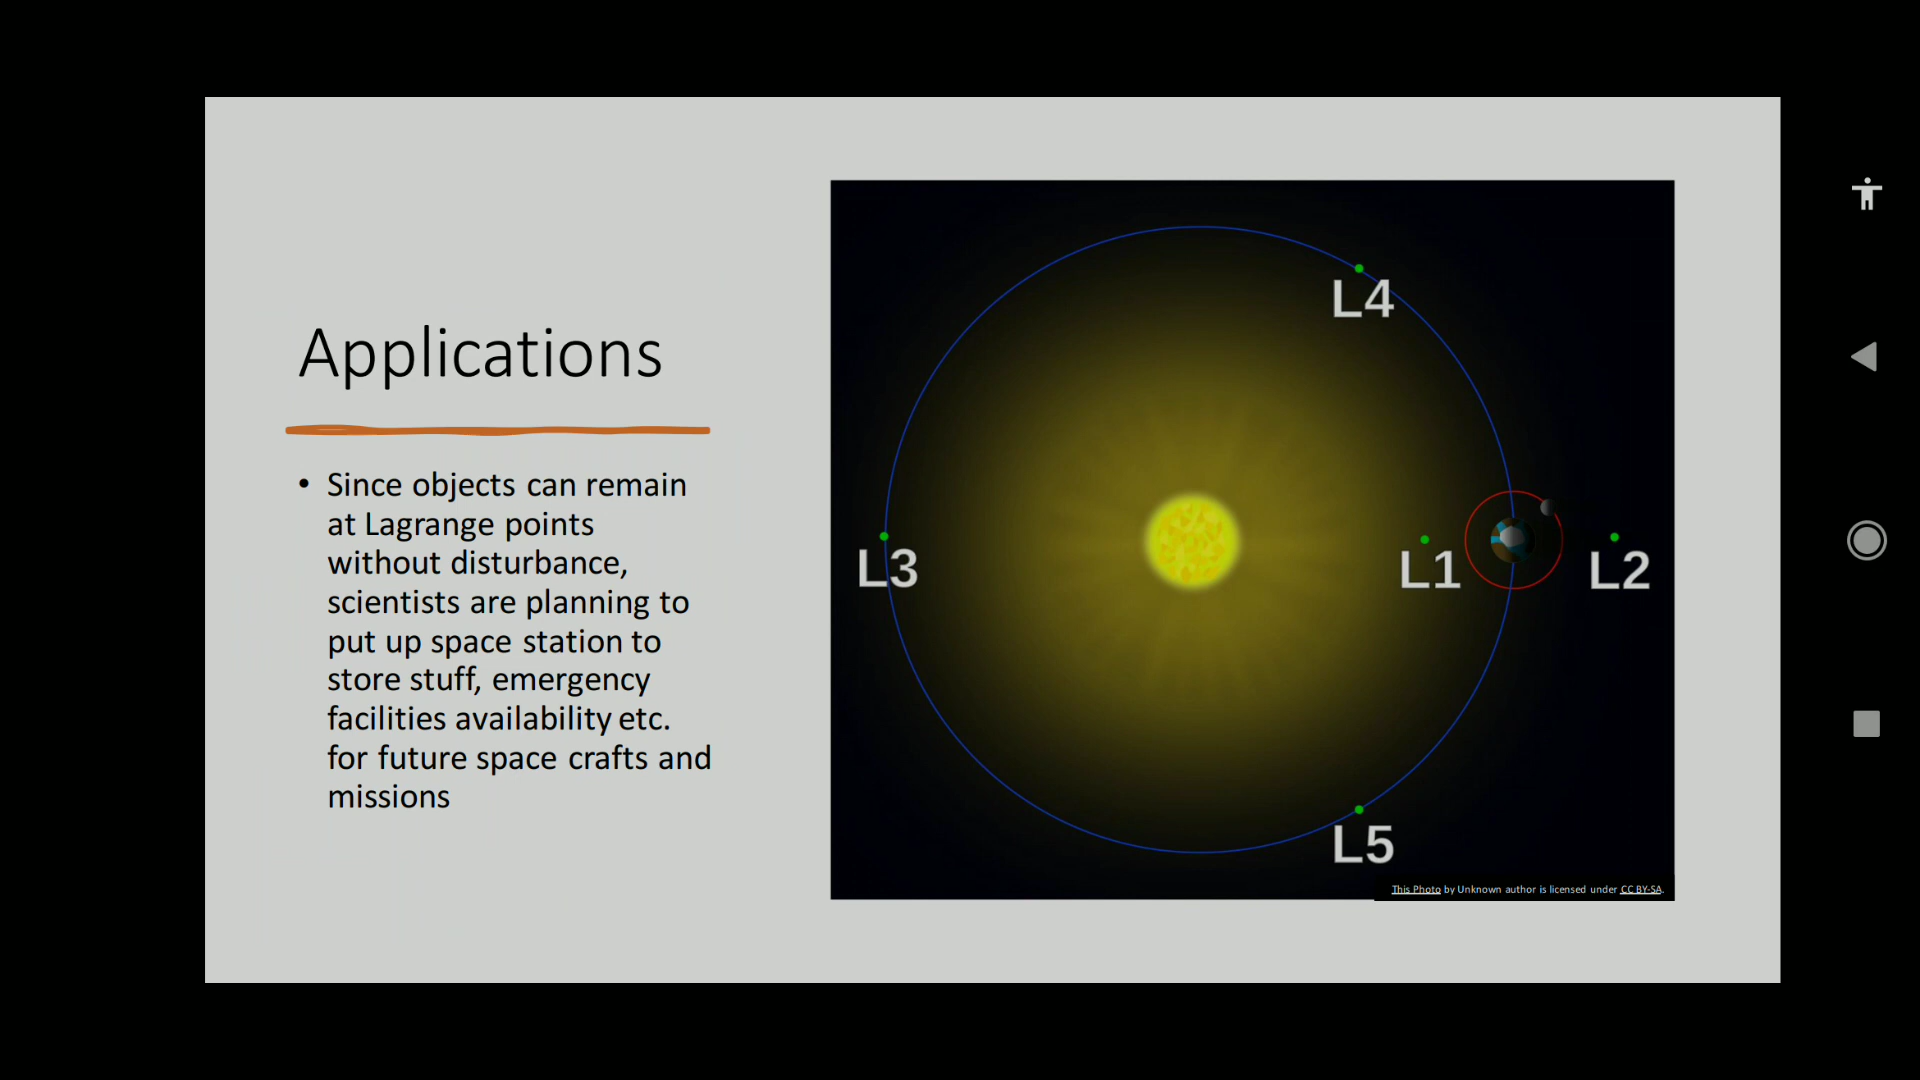 Applications
• Since objects can remain
at Lagrange points
without disturbance,
scientists are planning to
put up space station to
store stuff, emergency
facilities availability etc.
for future space crafts and
missions
L4
L3
L1
L2
L5
This Photo by Unknown author is licensed under CC BY-SA.